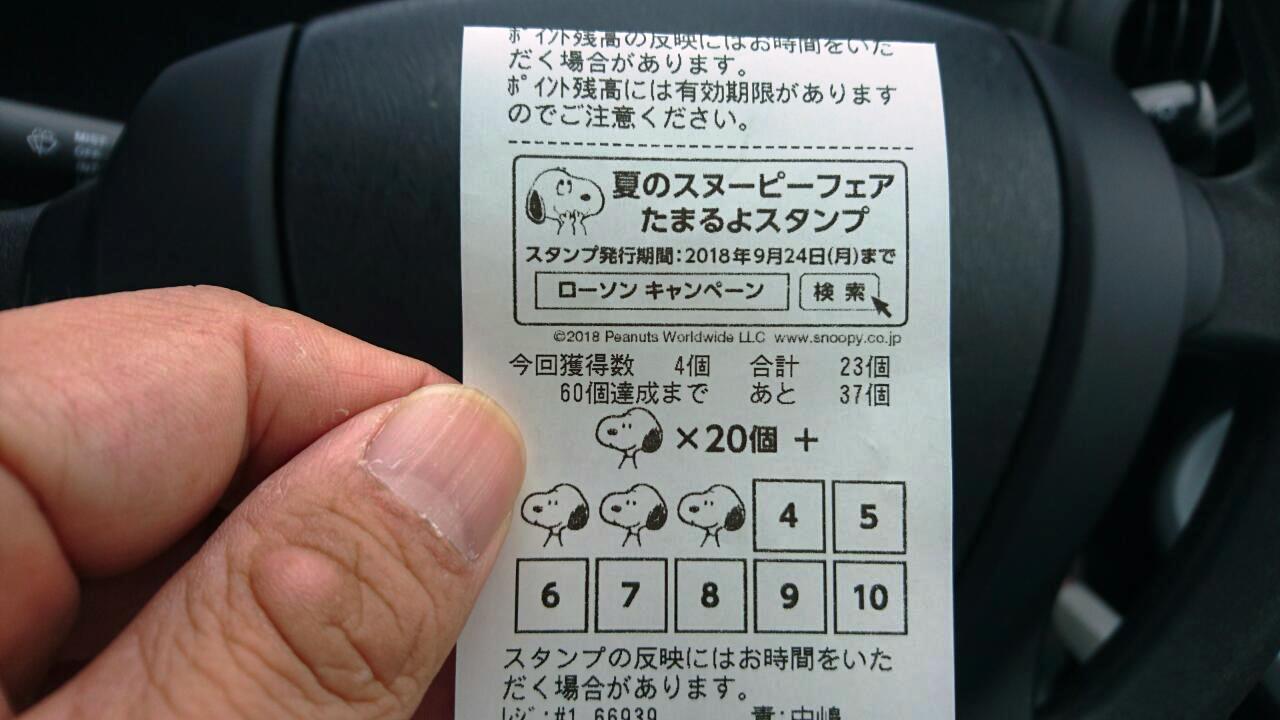 ﾎﾟｲﾝﾄ残高の反映にはお時間をいた
だく場合があります。
ﾎﾟｲﾝﾄ残高には有効期限があります
のでご注意ください。
夏のスヌーピーフェア
たまるよスタンプ
スタンプ発行期間:2018年9月24日(月)まで
ローソン キャンペーン 検索
©2018 Peanuts Worldwide LLC www.snoopy.co.jp
今回獲得数 4個 合計 23個
60個達成まで あと 37個
×20個 +
4 5
6 7 8 9 10
スタンプの反映にはお時間をいた
だく場合があります。
ﾚｼﾞ:#1 66939 責:中嶋
MIST